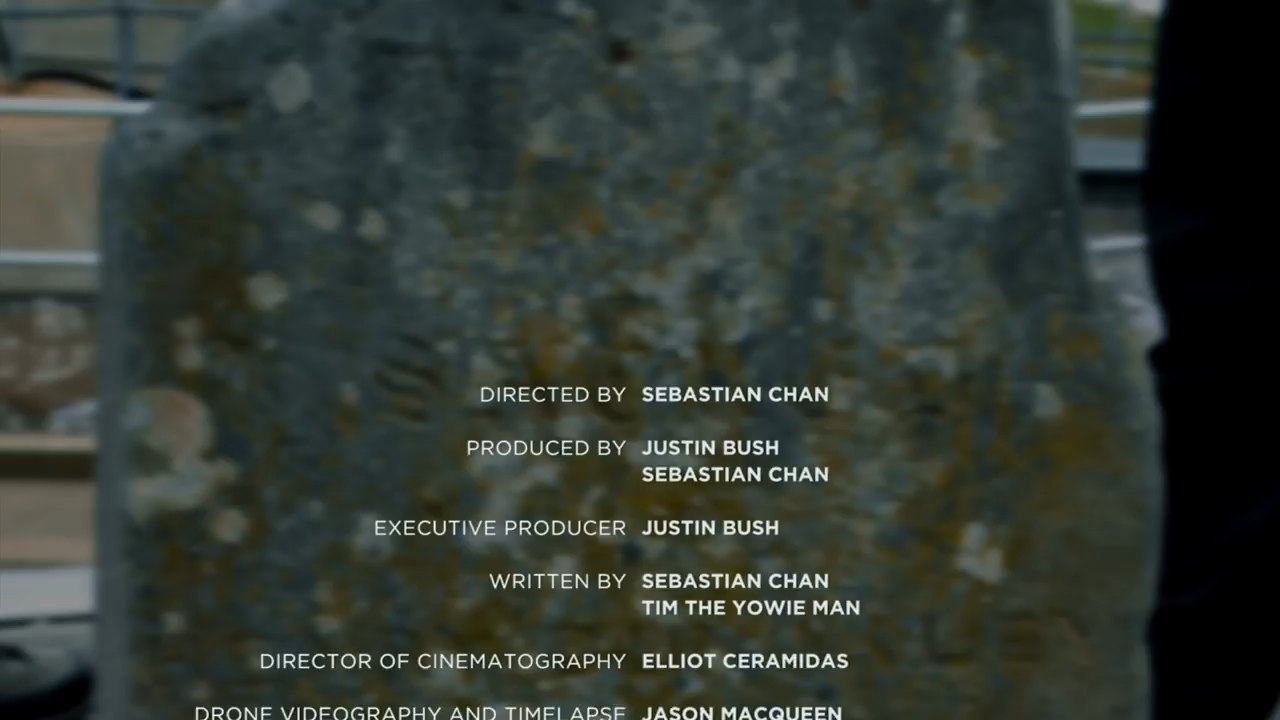 DIRECTED BY SEBASTIAN CHAN
PRODUCED BY JUSTIN BUSH
SEBASTIAN CHAN
EXECUTIVE PRODUCER JUSTIN BUSH
WRITTEN BY SEBASTIAN CHAN
TIM THE YOWIE MAN
DIRECTOR OF CINEMATOGRAPHY ELLIOT CERAMIDAS
DRONE VIDEOGRAPHY AND TIMELAPSE JASON MACQUEEN